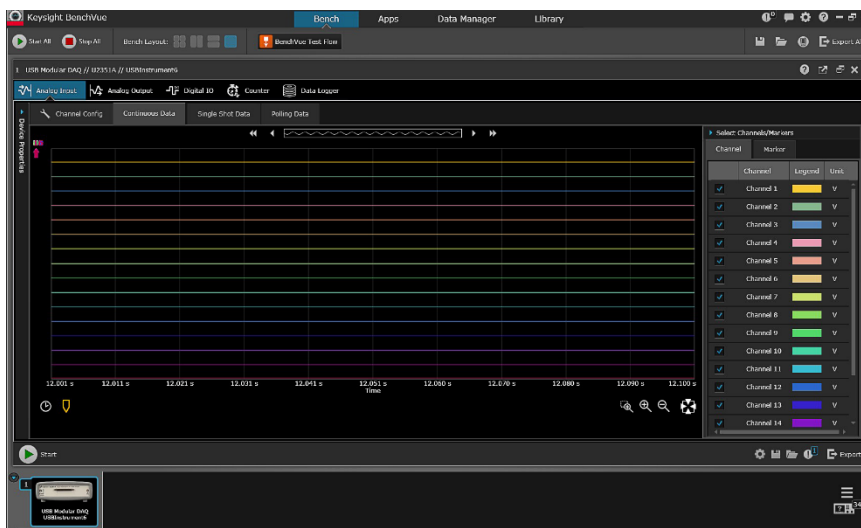 Keysight BenchVue
Bench Apps Data Manager Library
Start All Stop All Bench Layout: BenchVue Test Flow Export A
1 USB Modular DAQ // U2351A // USBInstrument6
Analog Input Analog Output Digital IO Counter Data Logger
Channel Config Continuous Data Single Shot Data Polling Data
Device Properties
Select Channels/Markers
Channel Marker
Channel Legend Unit
Channel 1 V
Channel 2 V
Channel 3 V
Channel 4 V
Channel 5 V
Channel 6 V
Channel 7 V
Channel 8 V
Channel 9 V
Channel 10 V
Channel 11 V
Channel 12 V
Channel 13 V
Channel 14 V
12.001 s 12.011 s 12.021 s 12.031 s 12.041 s 12.051 s 12.060 s 12.070 s 12.080 s 12.090 s 12.100 s
Time
Start Export
1
USB Modular DAQ
USBInstrument6